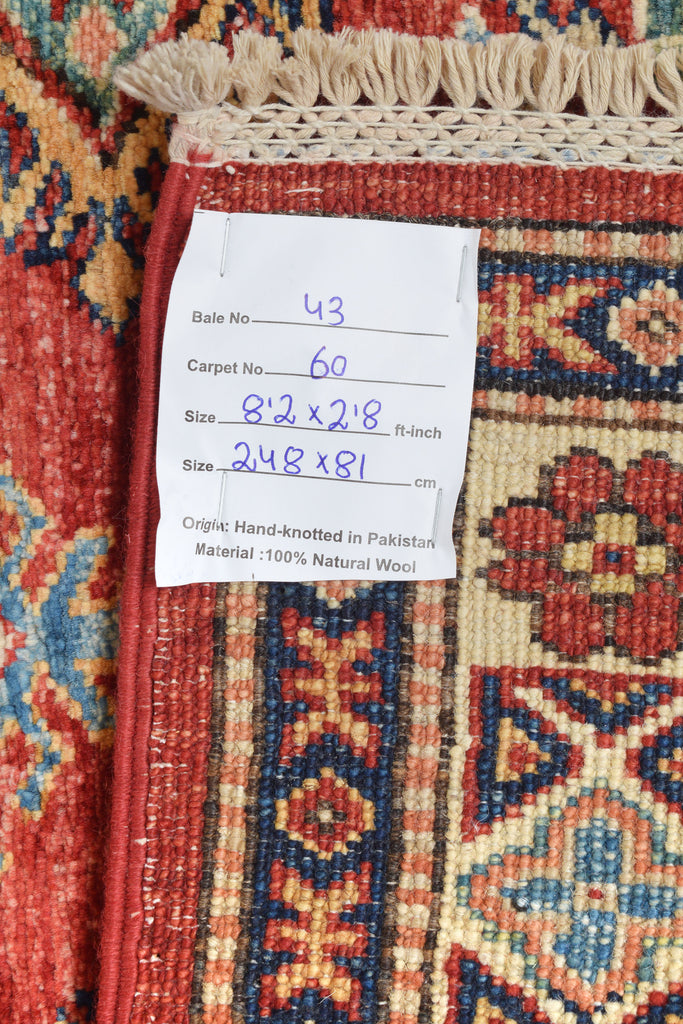 Bale No 43
Carpet No 60
Size 8'2 x 2'8 ft-inch
Size 248 x 81 cm
Origin: Hand-knotted in Pakistan
Material :100% Natural Wool